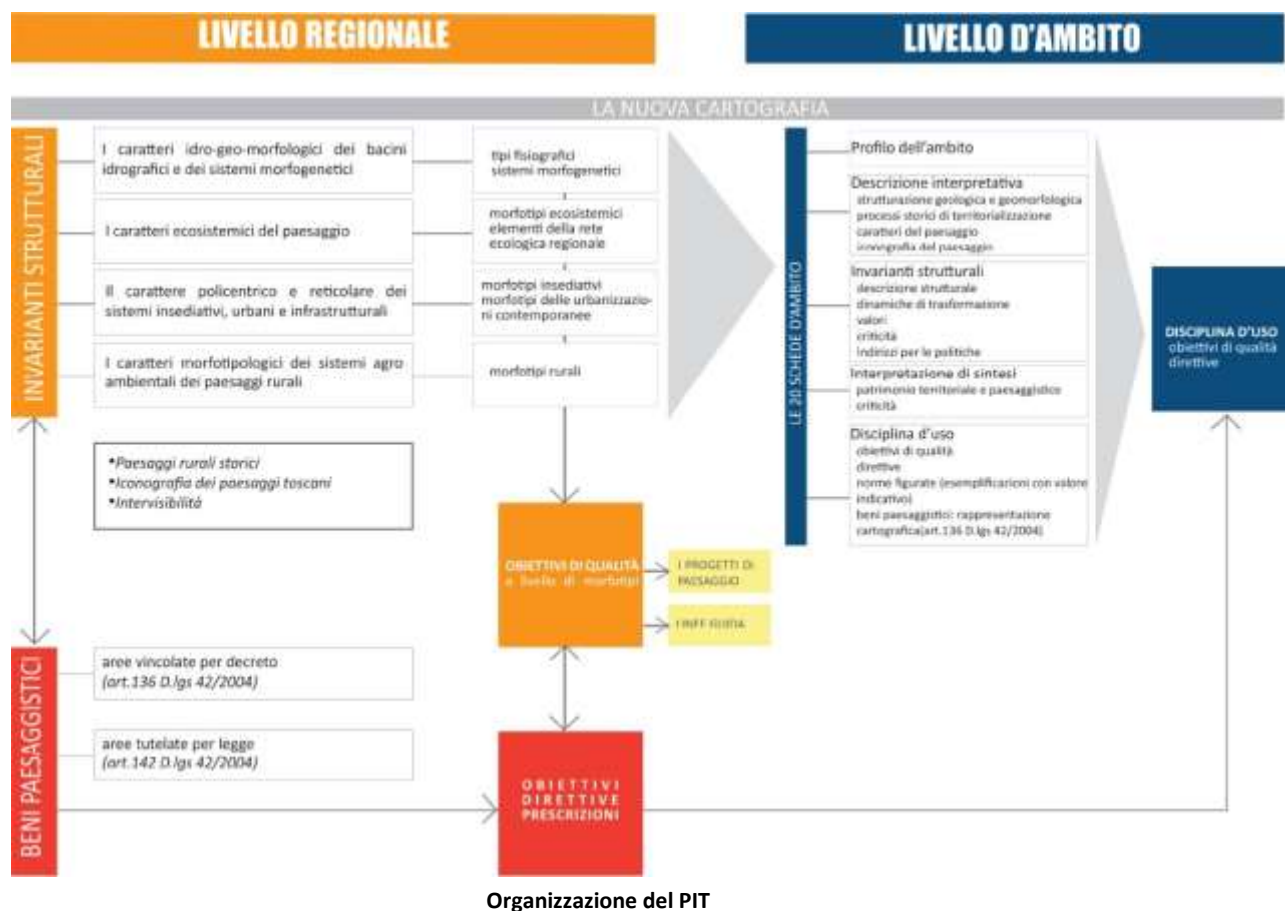 LIVELLO REGIONALE
LIVELLO D'AMBITO
LA NUOVA CARTOGRAFIA
INVARIANTI STRUTTURALI
I caratteri idro-geo-morfologici dei bacini
idrografici e dei sistemi morfogenetici
tipi fisiografici
sistemi morfogenetici
I caratteri ecosistemici del paesaggio
morfotipi ecosistemici
elementi della rete
ecologica regionale
Il carattere policentrico e reticolare dei
sistemi insediativi, urbani e infrastrutturali
morfotipi insediativi
morfotipi delle urbanizzazio-
ni contemporanee
I caratteri morfotipologici dei sistemi agro
ambientali dei paesaggi rurali
morfotipi rurali
•Paesaggi rurali storici
•Iconografia dei paesaggi toscani
•Intervisibilità
OBIETTIVI DI QUALITÀ
a livello di morfotipi
I PROGETTI DI
PAESAGGIO
LINEE GUIDA
BENI PAESAGGISTICI
aree vincolate per decreto
(art.136 D.lgs 42/2004)
aree tutelate per legge
(art.142 D.lgs 42/2004)
OBIETTIVI
DIRETTIVE
PRESCRIZIONI
LE 20 SCHEDE D'AMBITO
Profilo dell'ambito
Descrizione interpretativa
strutturazione geologica e geomorfologica
processi storici di territorializzazione
caratteri del paesaggio
iconografia del paesaggio
Invarianti strutturali
descrizione strutturale
dinamiche di trasformazione
valori
criticità
indirizzi per le politiche
Interpretazione di sintesi
patrimonio territoriale e paesaggistico
criticità
Disciplina d'uso
obiettivi di qualità
direttive
norme figurate (esemplificazioni con valore
indicativo)
beni paesaggistici: rappresentazione
cartografica(art.136 D.lgs 42/2004)
DISCIPLINA D'USO
obiettivi di qualità
direttive
Organizzazione del PIT